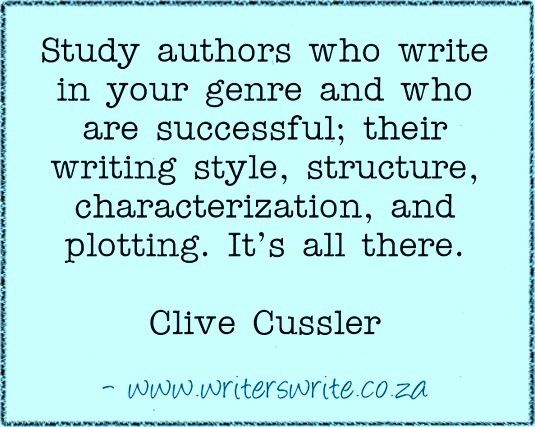 Study authors who write
in your genre and who
are successful; their
writing style, structure,
characterization, and
plotting. It's all there.
Clive Cussler
- www.writerswrite.co.za